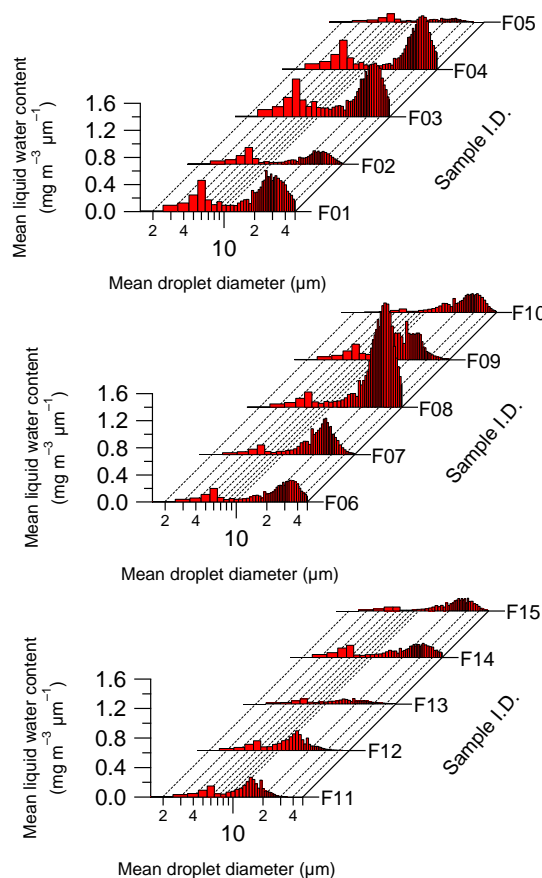 Mean liquid water content
(mg m⁻³ µm⁻¹)
1.6
1.2
0.8
0.4
0.0
2
4
10
2
4
Mean droplet diameter (µm)
F01
F02
F03
F04
F05
Sample I.D.
Mean liquid water content
(mg m⁻³ µm⁻¹)
1.6
1.2
0.8
0.4
0.0
2
4
10
2
4
Mean droplet diameter (µm)
F06
F07
F08
F09
F10
Sample I.D.
Mean liquid water content
(mg m⁻³ µm⁻¹)
1.6
1.2
0.8
0.4
0.0
2
4
10
2
4
Mean droplet diameter (µm)
F11
F12
F13
F14
F15
Sample I.D.